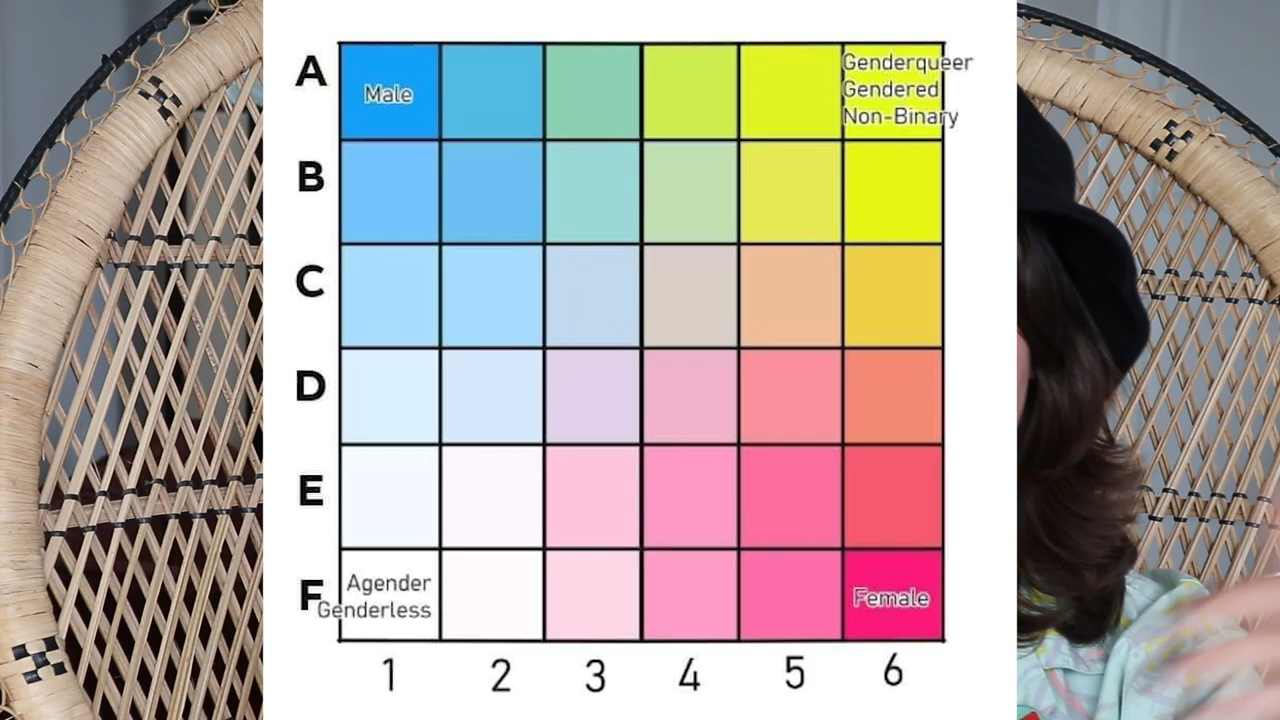 A
Male
Genderqueer
Gendered
Non-Binary
B
C
D
E
F
Agender
Genderless
Female
1 2 3 4 5 6